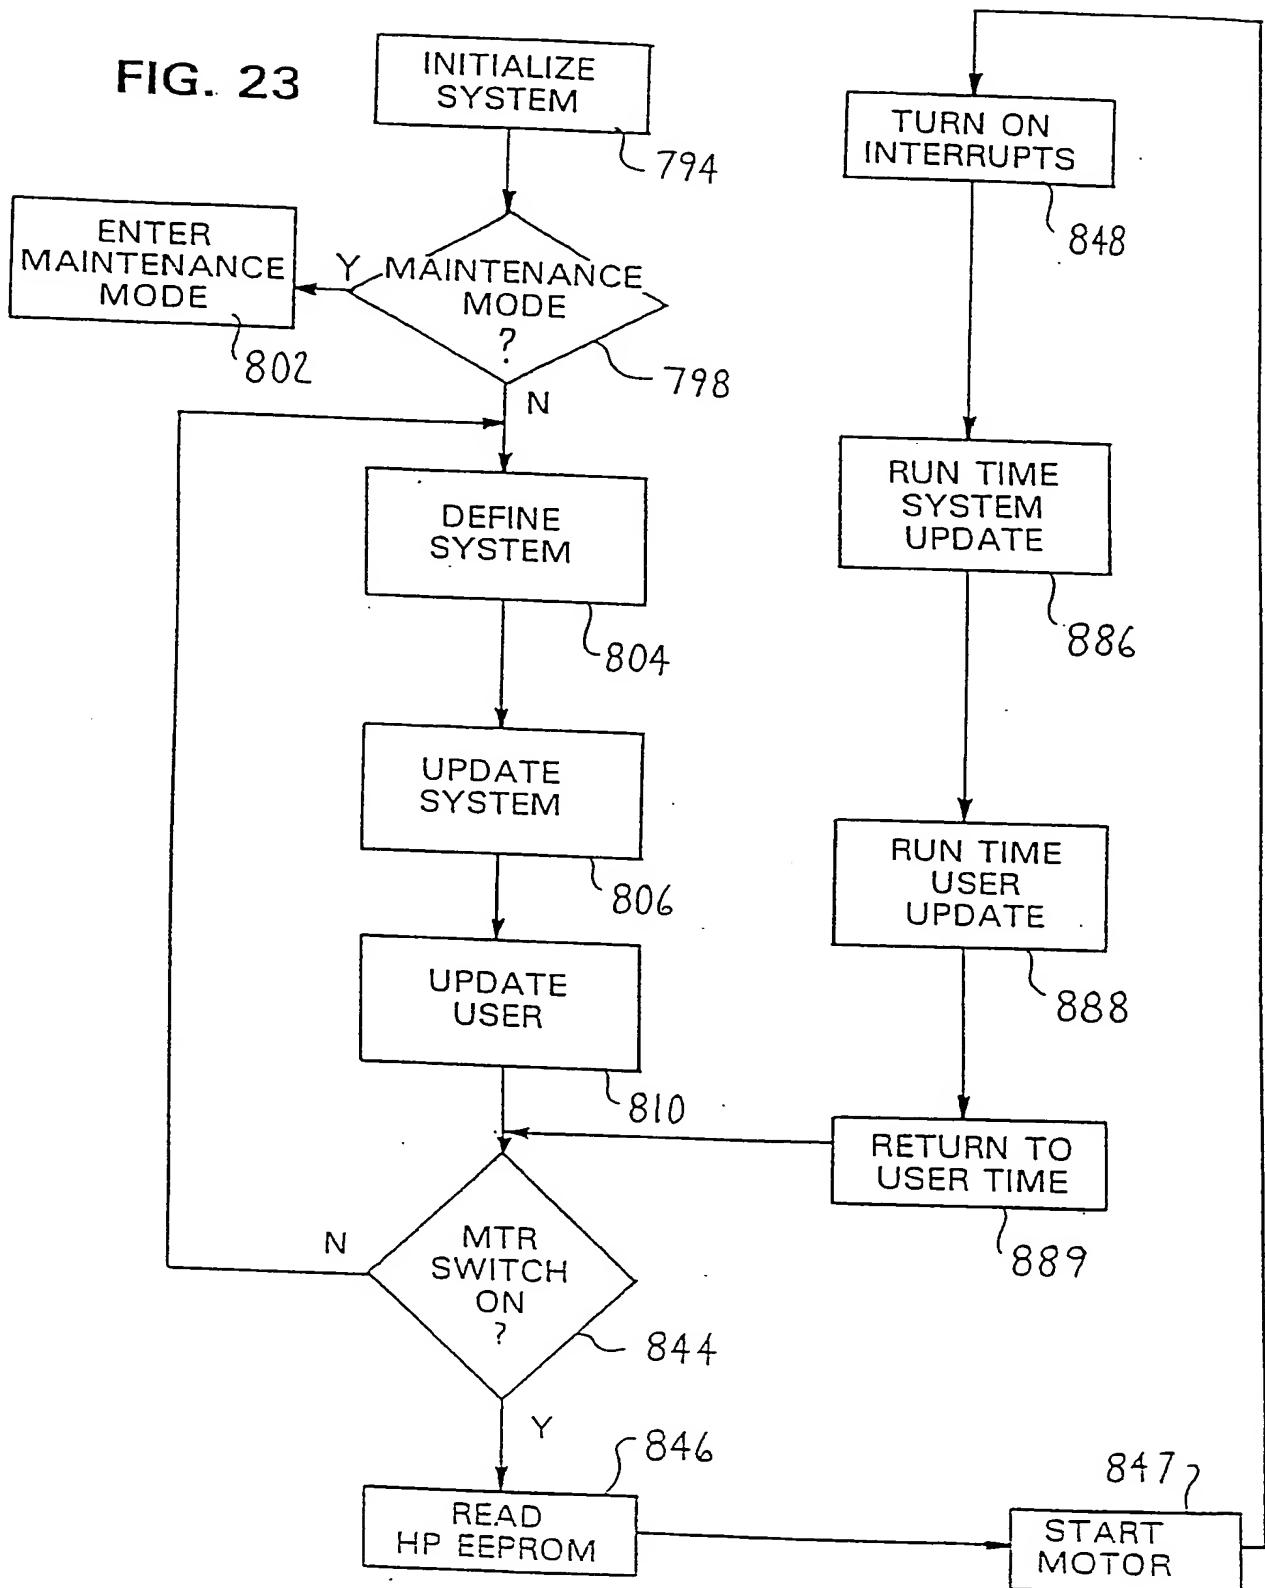 FIG. 23
INITIALIZE
SYSTEM
794
ENTER
MAINTENANCE
MODE
802
Y
MAINTENANCE
MODE
?
798
N
DEFINE
SYSTEM
804
UPDATE
SYSTEM
806
UPDATE
USER
810
N
MTR
SWITCH
ON
?
844
Y
846
READ
HP EEPROM
847
START
MOTOR
TURN ON
INTERRUPTS
848
RUN TIME
SYSTEM
UPDATE
886
RUN TIME
USER
UPDATE
888
RETURN TO
USER TIME
889